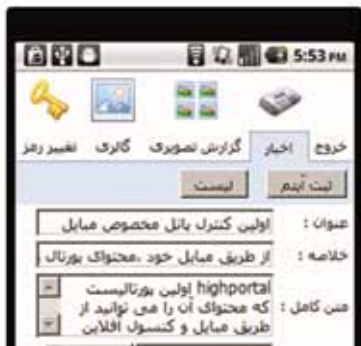 5:53 PM
خروج اخبار گزارش تصویری گالری تغییر رمز
ثبت آیتم لیست
عنوان : اولین کنترل پانل مخصوص مبایل
خلاصه : از طریق مبایل خود ،محتوای پورتال
متن کامل : highportal اولین پورتالیست
که محتوای آن را می توانید از
طریق مبایل و کنسول آفلاین